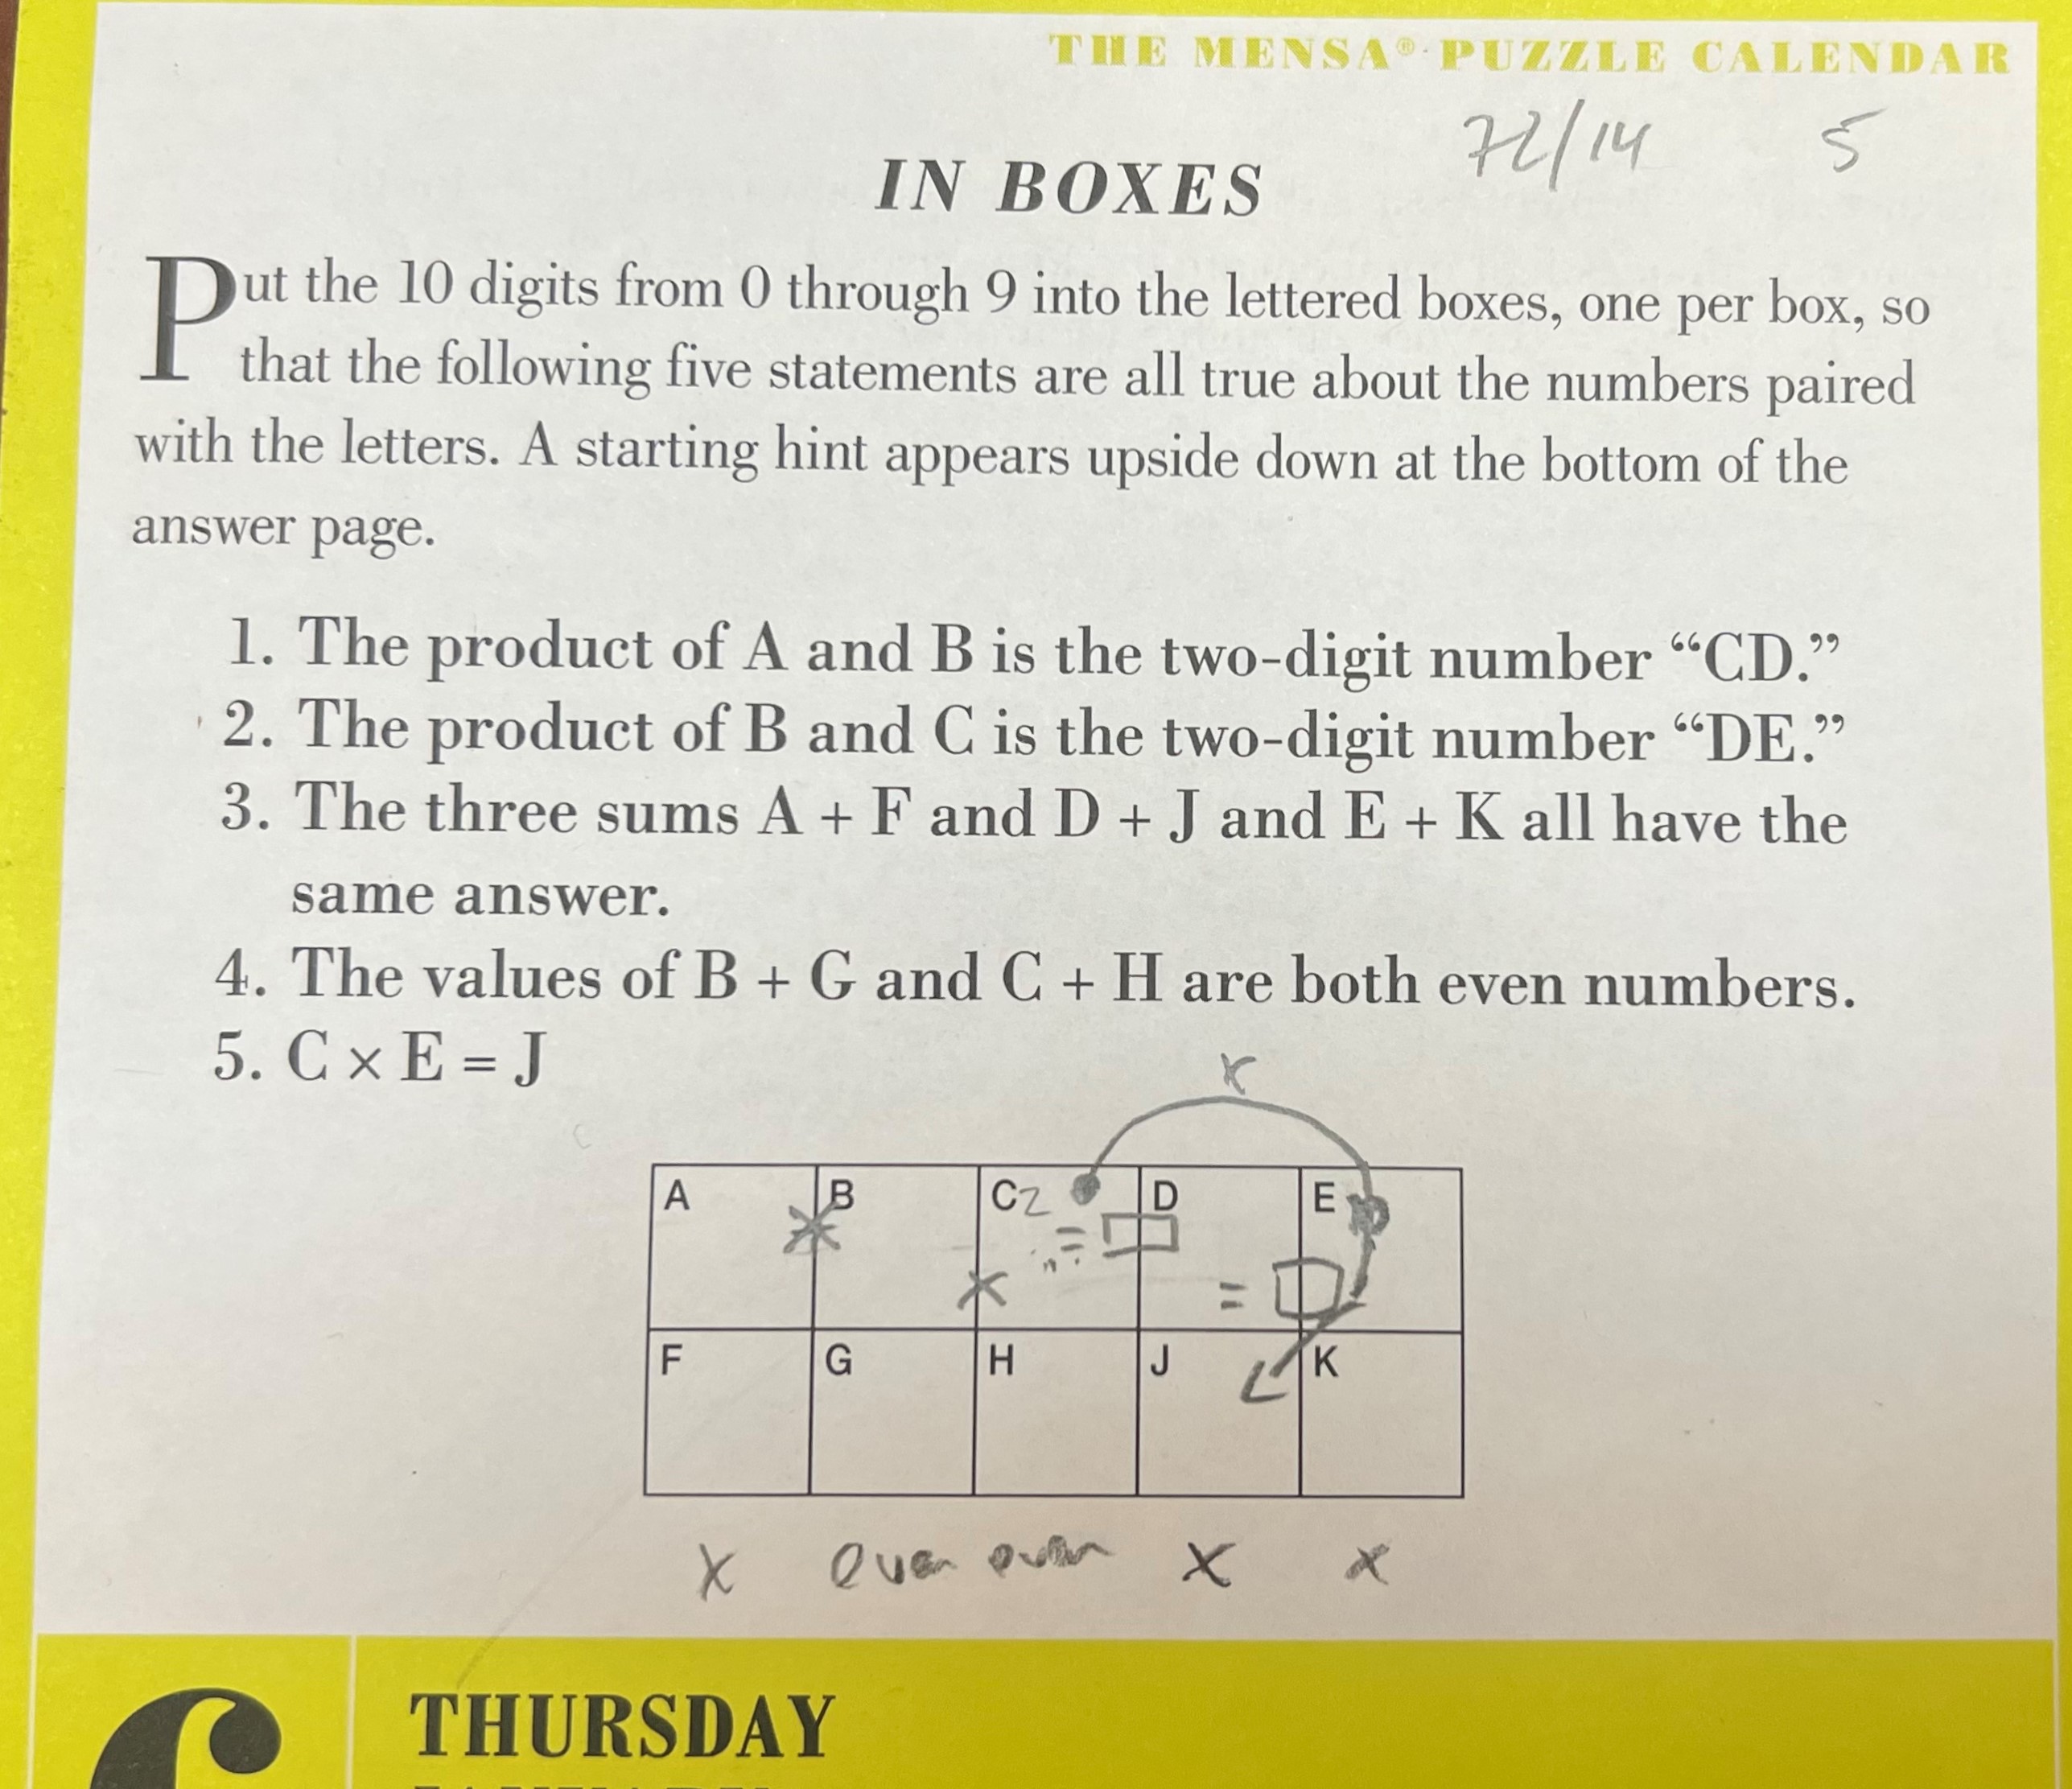 THE MENSA® PUZZLE CALENDAR
72/14 5
IN BOXES
Put the 10 digits from 0 through 9 into the lettered boxes, one per box, so
that the following five statements are all true about the numbers paired
with the letters. A starting hint appears upside down at the bottom of the
answer page.
1. The product of A and B is the two-digit number “CD.”
2. The product of B and C is the two-digit number “DE.”
3. The three sums A + F and D + J and E + K all have the
same answer.
4. The values of B + G and C + H are both even numbers.
5. C × E = J
x
A B C 2 D E
x = x =
F G H J K
x even even x x
THURSDAY